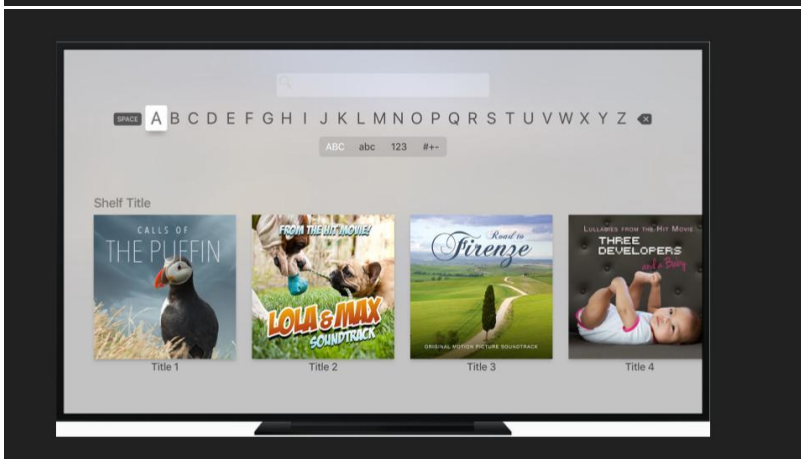 SPACE A B C D E F G H I J K L M N O P Q R S T U V W X Y Z
ABC abc 123 #+-
Shelf Title
CALLS OF
THE PUFFIN
FROM THE HIT MOVIE!
LOLA & MAX
SOUNDTRACK
Road to
Firenze
ORIGINAL MOTION PICTURE SOUNDTRACK
LULLABIES FROM THE HIT MOVIE
THREE
DEVELOPERS
and a Baby
Title 1 Title 2 Title 3 Title 4